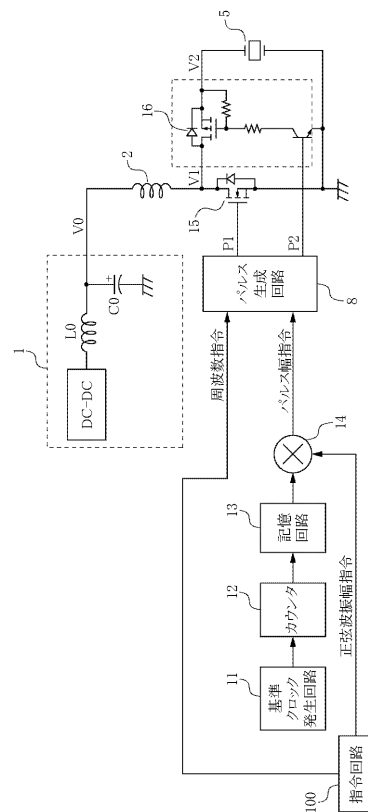 1
DC-DC
L0
C0
+
V0
2
15
V1
16
V2
5
P1
P2
パルス
生成
回路
8
周波数指令
パルス幅指令
14
13
記憶
回路
12
カウンタ
11
基準
クロック
発生回路
正弦波振幅指令
100
指令回路